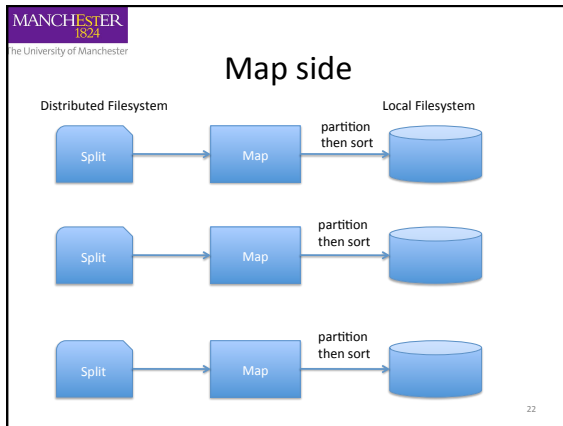 MANCHESTER
1824
The University of Manchester
Map side
Distributed Filesystem
Local Filesystem
Split
Map
partition
then sort
Split
Map
partition
then sort
Split
Map
partition
then sort
22